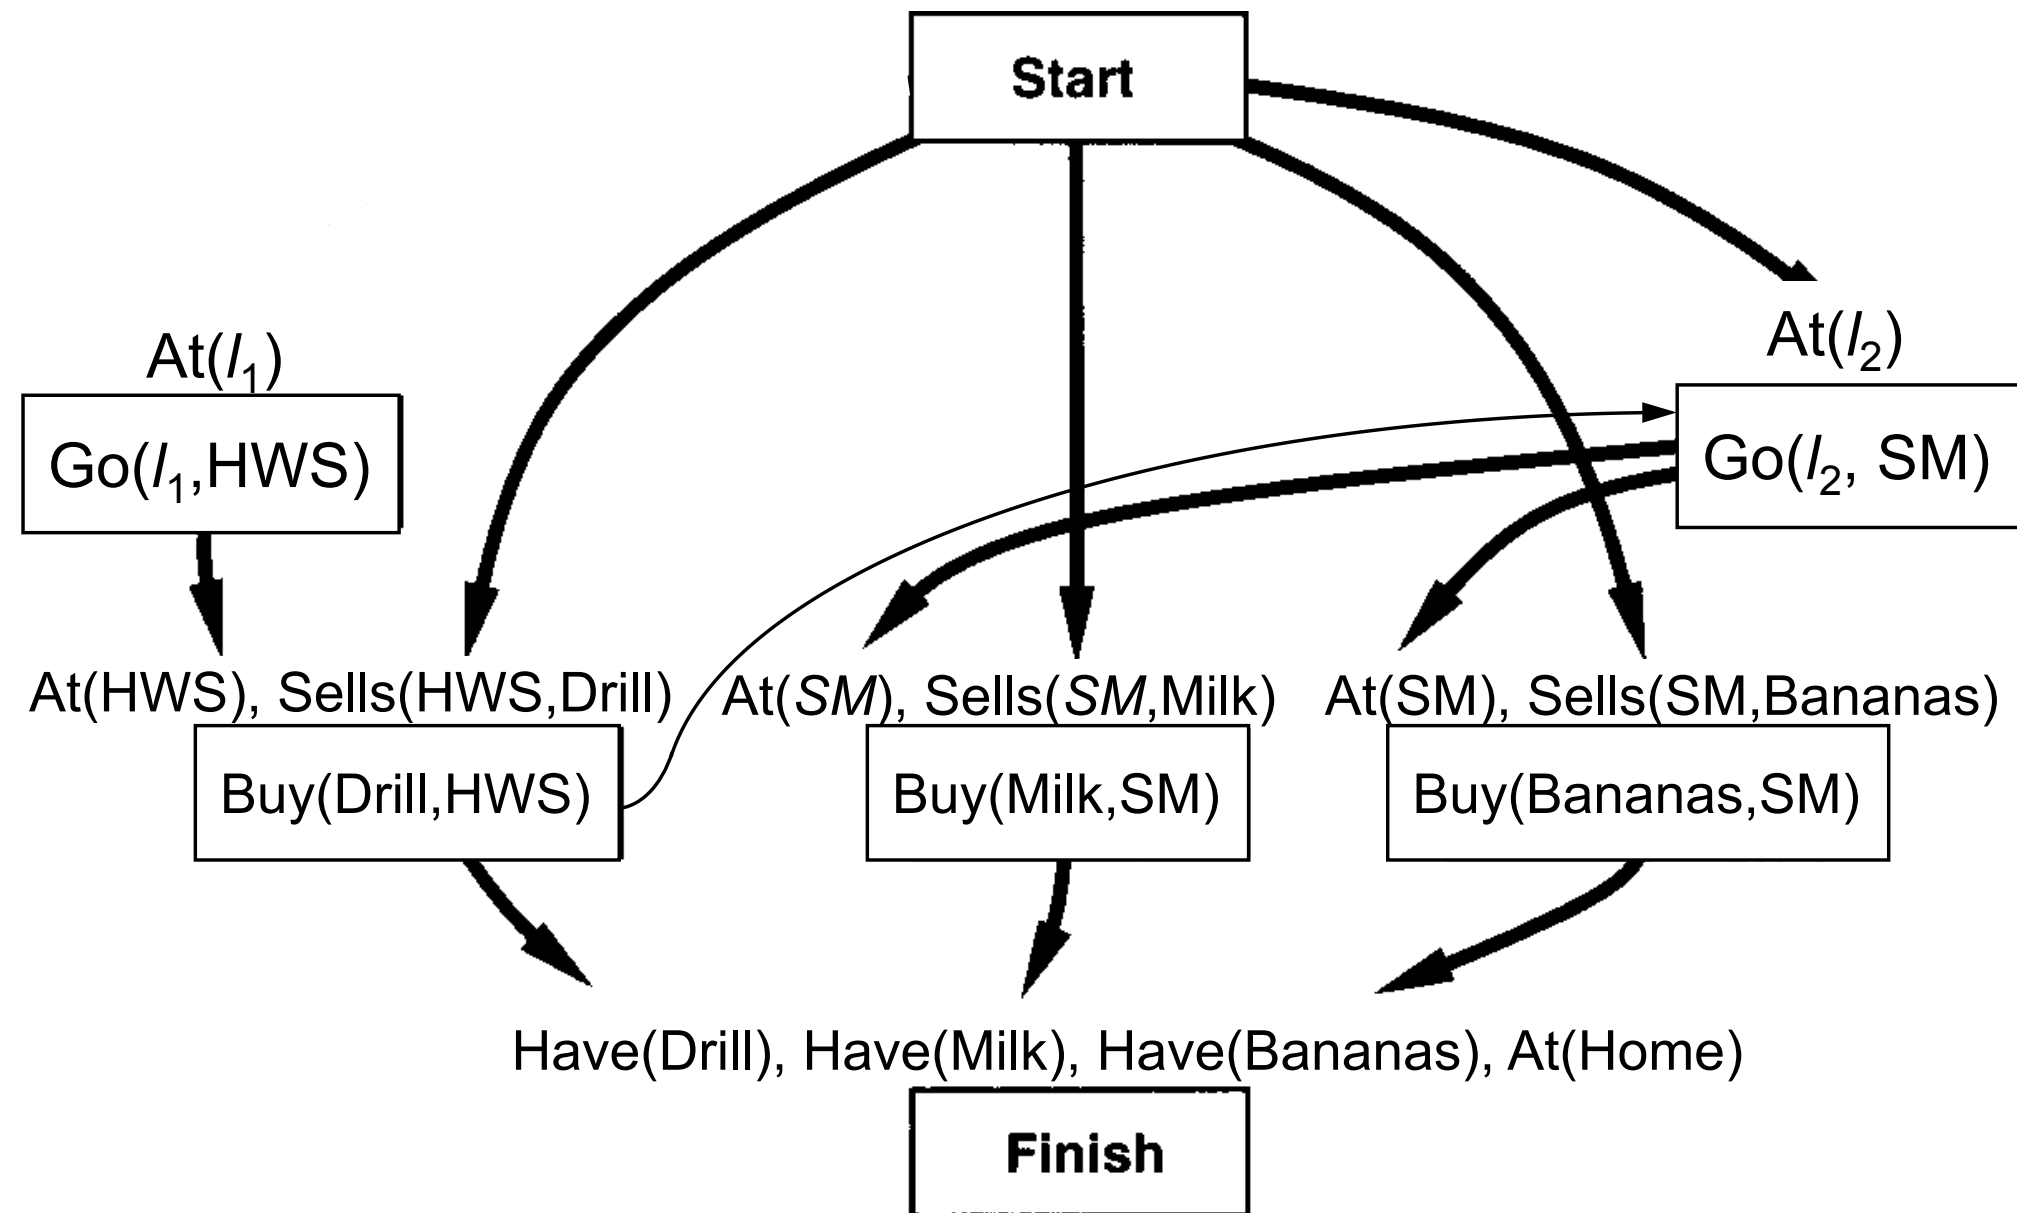 Start
At(l₁)
At(l₂)
Go(l₁,HWS)
Go(l₂, SM)
At(HWS), Sells(HWS,Drill)
At(SM), Sells(SM,Milk)
At(SM), Sells(SM,Bananas)
Buy(Drill,HWS)
Buy(Milk,SM)
Buy(Bananas,SM)
Have(Drill), Have(Milk), Have(Bananas), At(Home)
Finish